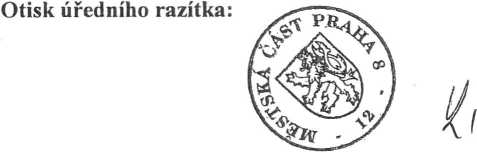 Otisk úředního razítka:
MĚSTSKÁ ČÁST PRAHA 8
- 12 -